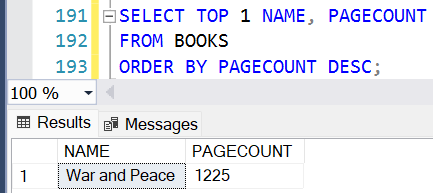 191 SELECT TOP 1 NAME, PAGECOUNT
192 FROM BOOKS
193 ORDER BY PAGECOUNT DESC;
100 %
Results Messages
NAME PAGECOUNT
1 War and Peace 1225